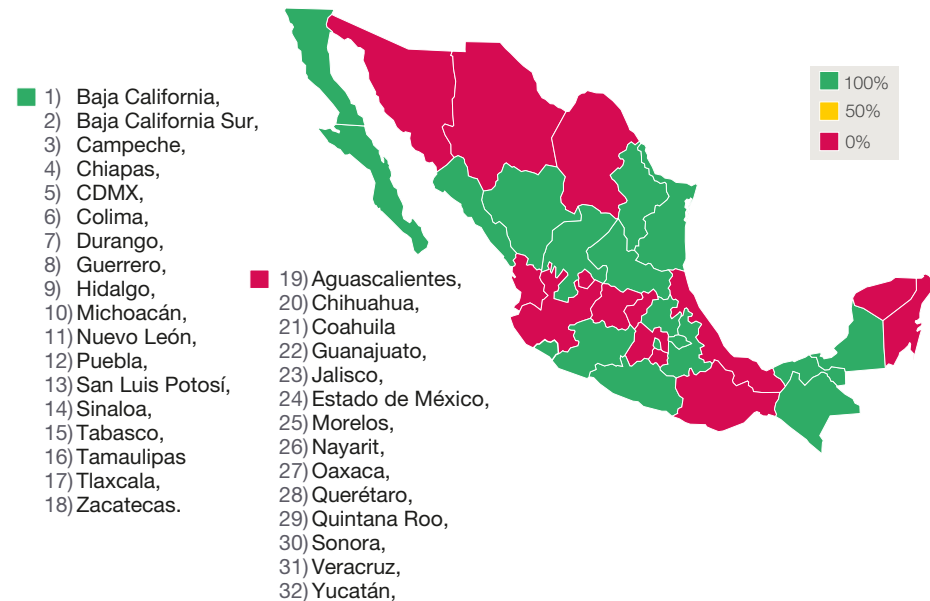 1) Baja California,
2) Baja California Sur,
3) Campeche,
4) Chiapas,
5) CDMX,
6) Colima,
7) Durango,
8) Guerrero,
9) Hidalgo,
10) Michoacán,
11) Nuevo León,
12) Puebla,
13) San Luis Potosí,
14) Sinaloa,
15) Tabasco,
16) Tamaulipas
17) Tlaxcala,
18) Zacatecas.
19) Aguascalientes,
20) Chihuahua,
21) Coahuila
22) Guanajuato,
23) Jalisco,
24) Estado de México,
25) Morelos,
26) Nayarit,
27) Oaxaca,
28) Querétaro,
29) Quintana Roo,
30) Sonora,
31) Veracruz,
32) Yucatán,
100%
50%
0%